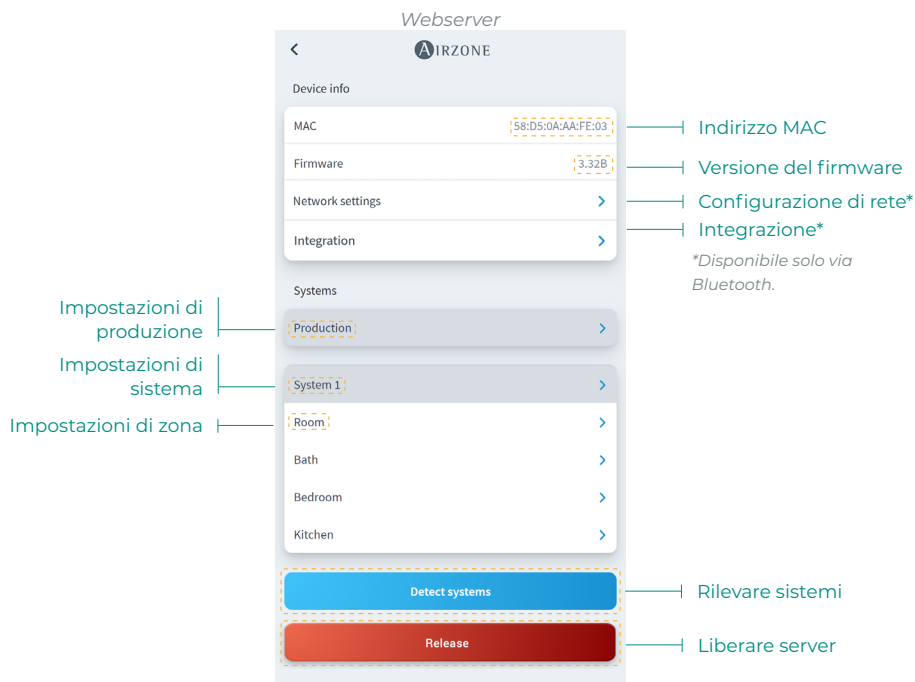 Webserver
AIRZONE
Device info
MAC
58:D5:0A:AA:FE:03
Indirizzo MAC
Firmware
3.32B
Versione del firmware
Network settings
Configurazione di rete*
Integration
Integrazione*
*Disponibile solo via
Bluetooth.
Systems
Impostazioni di
produzione
Production
Impostazioni di
sistema
System 1
Impostazioni di zona
Room
Bath
Bedroom
Kitchen
Detect systems
Rilevare sistemi
Release
Liberare server